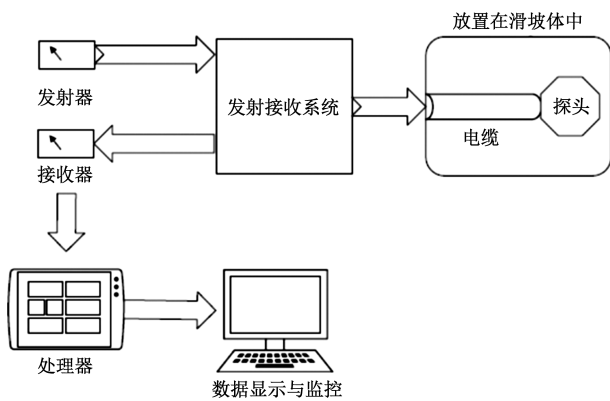 放置在滑坡体中
发射器
发射接收系统
探头
电缆
接收器
处理器
数据显示与监控